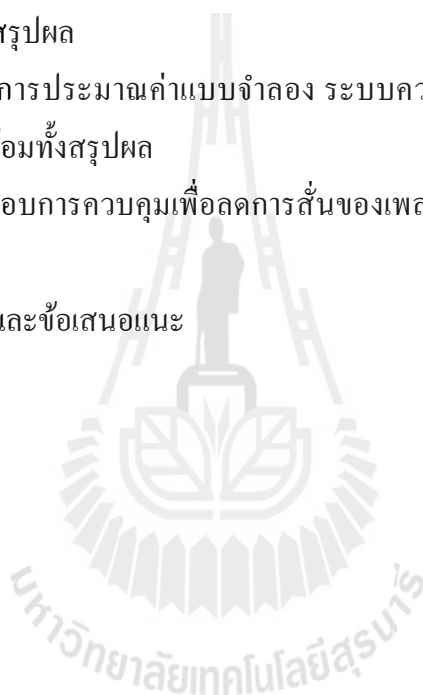 สรุปผล
การประมาณค่าแบบจำลอง ระบบคว
อมทั้งสรุปผล
อบการควบคุมเพื่อลดการสั่นของเพล
และข้อเสนอแนะ
มหาวิทยาลัยเทคโนโลยีสุรนารี